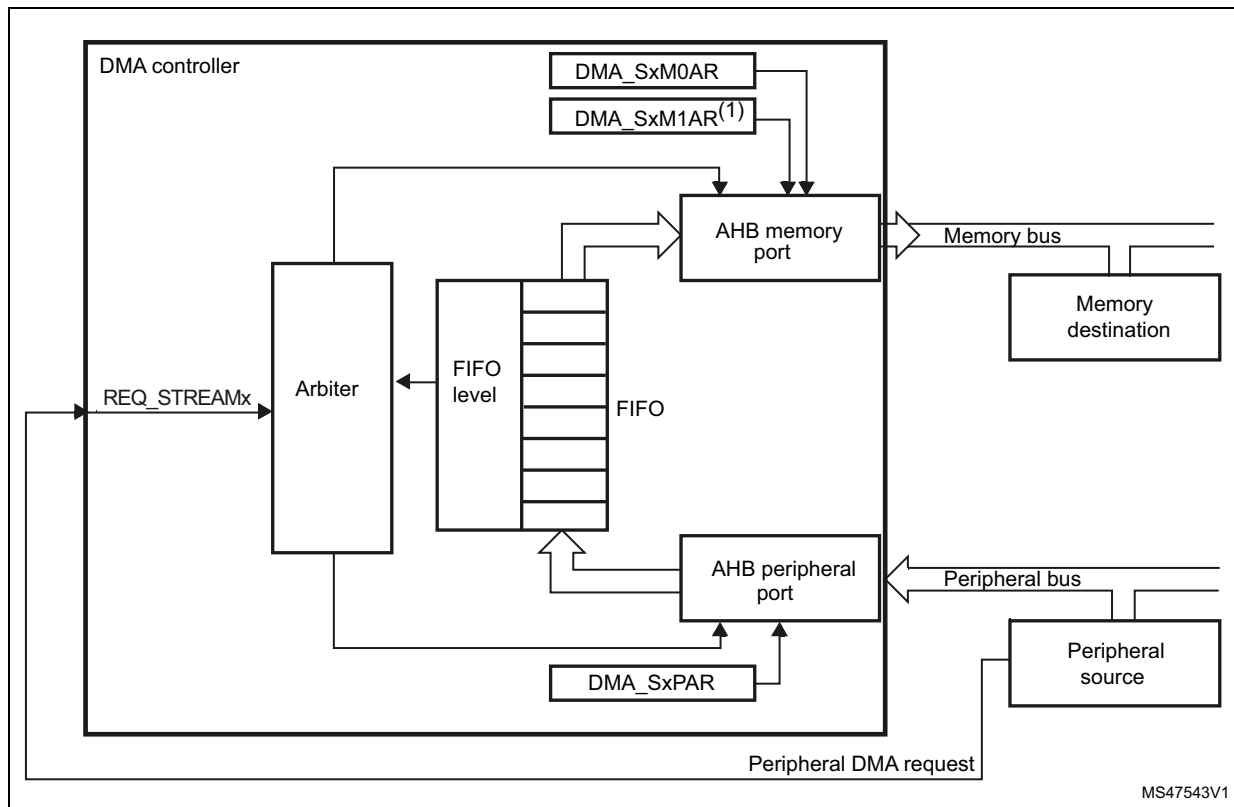 DMA controller
DMA_SxM0AR
DMA_SxM1AR(1)
AHB memory
port
Memory bus
Memory
destination
REQ_STREAMx
Arbiter
FIFO
level
FIFO
AHB peripheral
port
Peripheral bus
DMA_SxPAR
Peripheral
source
Peripheral DMA request
MS47543V1